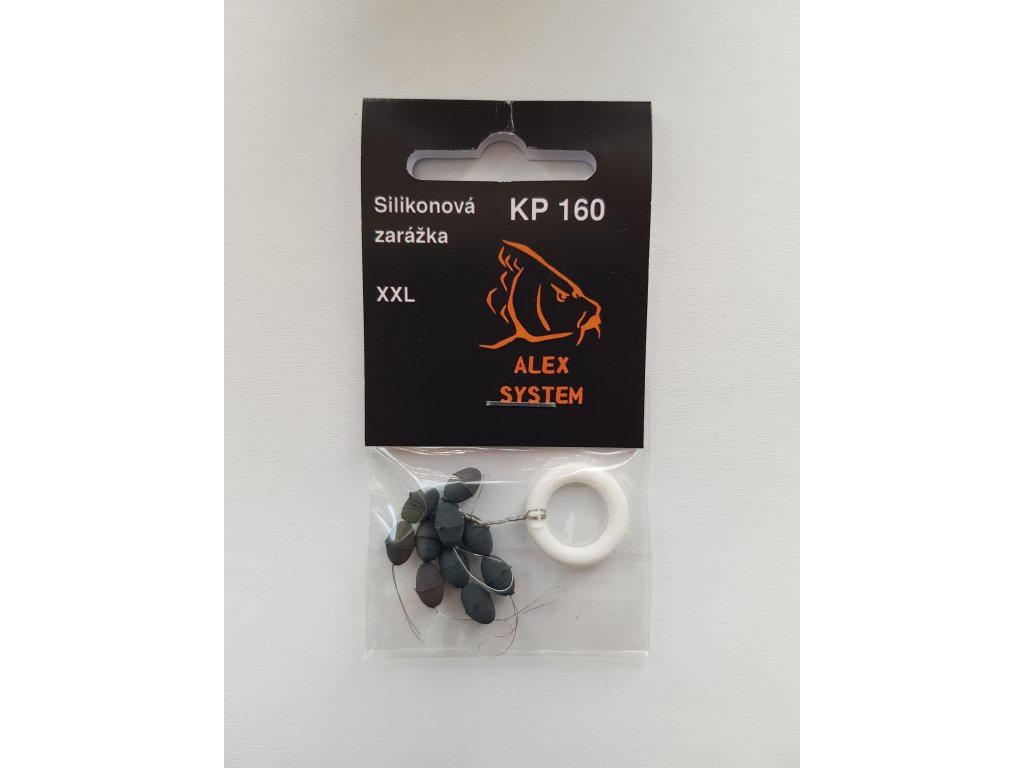 Silikonová
zarážka
KP 160
XXL
ALEX
SYSTEM